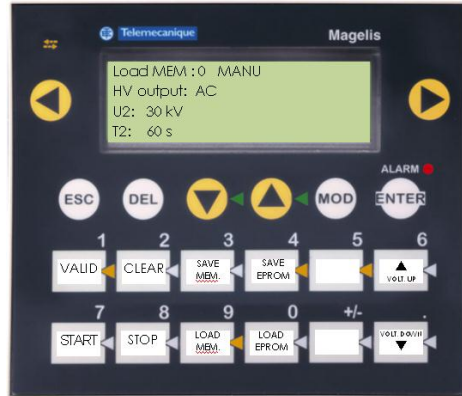 Telemecanique
Magelis
Load MEM :0 MANU
HV output: AC
U2: 30 kV
T2: 60 s
ALARM
ESC DEL MOD ENTER
1 2 3 4 5 6
VALID CLEAR SAVE MEM. SAVE EPROM VOLT. UP
7 8 9 0 +/- .
START STOP LOAD MEM. LOAD EPROM VOLT. DOWN